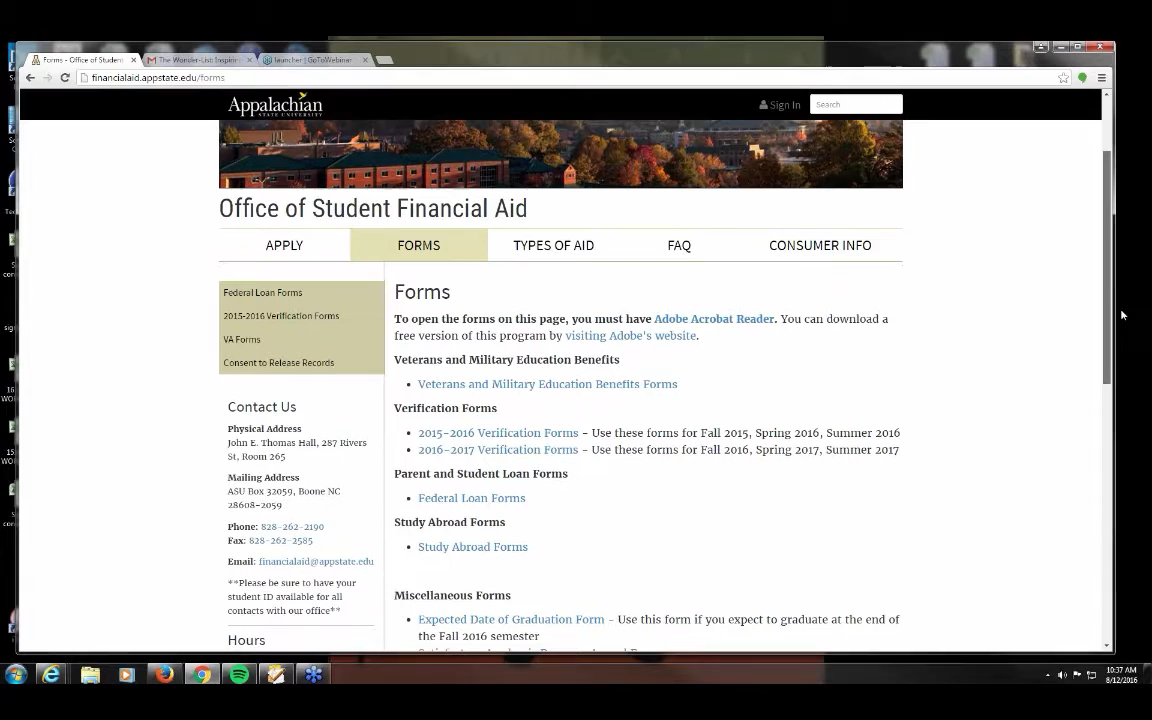 Forms - Office of Student
The Wonder-List: Inspirin
launcher | GoToWebinar
financialaid.appstate.edu/forms
Appalachian
STATE UNIVERSITY
Sign In
Search
Office of Student Financial Aid
APPLY
FORMS
TYPES OF AID
FAQ
CONSUMER INFO
Federal Loan Forms
2015-2016 Verification Forms
VA Forms
Consent to Release Records
Contact Us
Physical Address
John E. Thomas Hall, 287 Rivers
St, Room 265
Mailing Address
ASU Box 32059, Boone NC
28608-2059
Phone: 828-262-2190
Fax: 828-262-2585
Email: financialaid@appstate.edu
**Please be sure to have your
student ID available for all
contacts with our office**
Hours
Forms
To open the forms on this page, you must have Adobe Acrobat Reader. You can download a
free version of this program by visiting Adobe's website.
Veterans and Military Education Benefits
• Veterans and Military Education Benefits Forms
Verification Forms
• 2015-2016 Verification Forms - Use these forms for Fall 2015, Spring 2016, Summer 2016
• 2016-2017 Verification Forms - Use these forms for Fall 2016, Spring 2017, Summer 2017
Parent and Student Loan Forms
• Federal Loan Forms
Study Abroad Forms
• Study Abroad Forms
Miscellaneous Forms
• Expected Date of Graduation Form - Use this form if you expect to graduate at the end of
the Fall 2016 semester
10:37 AM
8/12/2016